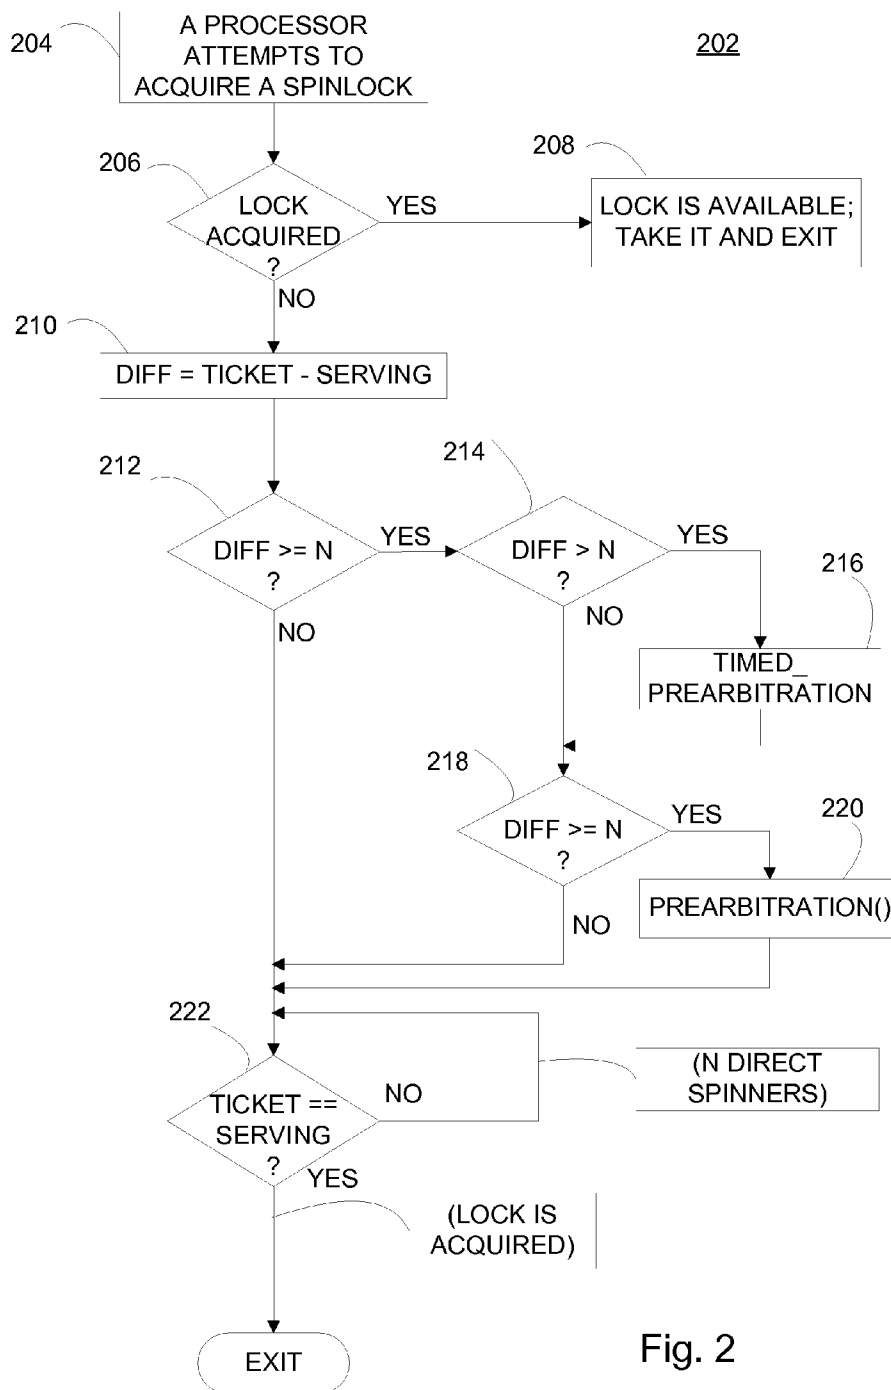 204
A PROCESSOR
ATTEMPTS TO
ACQUIRE A SPINLOCK
202
206
LOCK
ACQUIRED
?
YES
208
LOCK IS AVAILABLE;
TAKE IT AND EXIT
NO
210
DIFF = TICKET - SERVING
212
DIFF >= N
?
YES
214
DIFF > N
?
YES
216
TIMED_
PREARBITRATION
NO
NO
218
DIFF >= N
?
YES
220
PREARBITRATION()
NO
222
TICKET ==
SERVING
?
NO
(N DIRECT
SPINNERS)
YES
(LOCK IS
ACQUIRED)
EXIT
Fig. 2